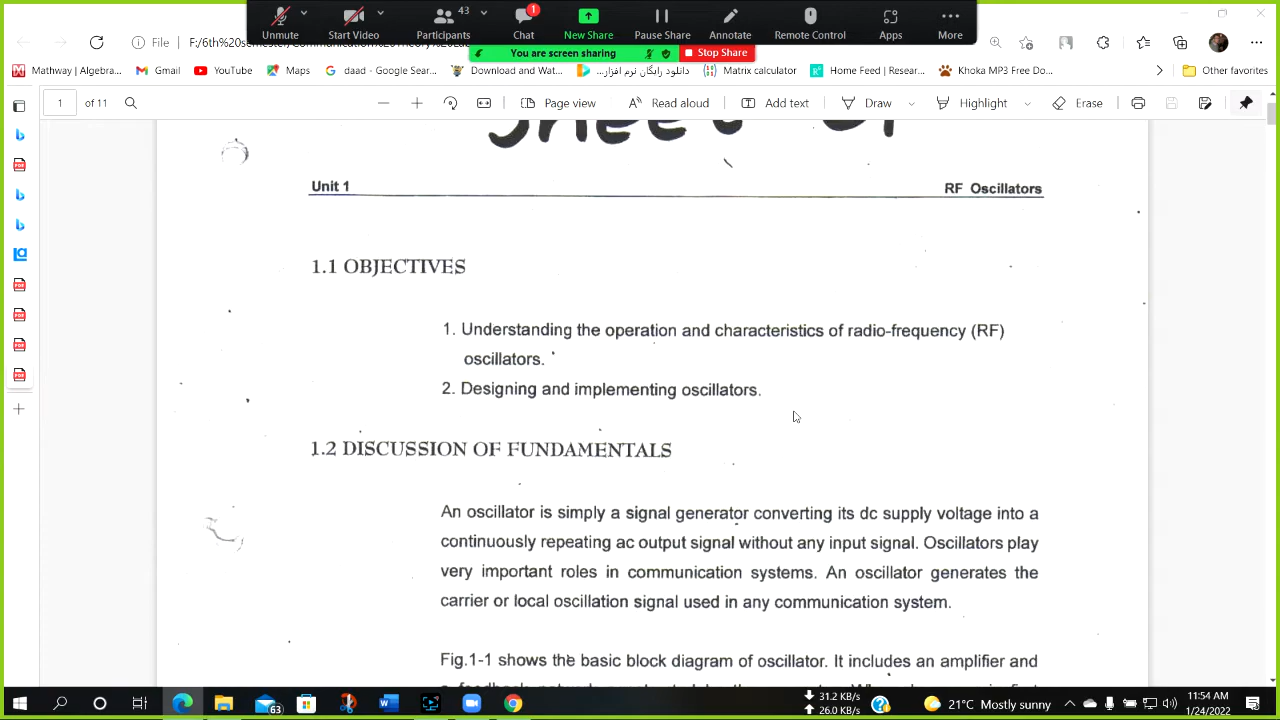 43
1
Unmute
Start Video
Participants
Chat
New Share
Pause Share
Annotate
Remote Control
Apps
More
You are screen sharing
Stop Share
File
Mathway | Algebra...
Gmail
YouTube
Maps
daad - Google Sear...
Download and Wat...
دانلود رایگان نرم افزار...
Matrix calculator
Home Feed | Resear...
Khoka MP3 Free Do...
Other favorites
1
of 11
Page view
Read aloud
Add text
Draw
Highlight
Erase
Unit 1
RF Oscillators
1.1 OBJECTIVES
1. Understanding the operation and characteristics of radio-frequency (RF)
oscillators.
2. Designing and implementing oscillators.
1.2 DISCUSSION OF FUNDAMENTALS
An oscillator is simply a signal generator converting its dc supply voltage into a
continuously repeating ac output signal without any input signal. Oscillators play
very important roles in communication systems. An oscillator generates the
carrier or local oscillation signal used in any communication system.
Fig.1-1 shows the basic block diagram of oscillator. It includes an amplifier and
63
31.2 KB/s
26.0 KB/s
21°C Mostly sunny
11:54 AM
1/24/2022